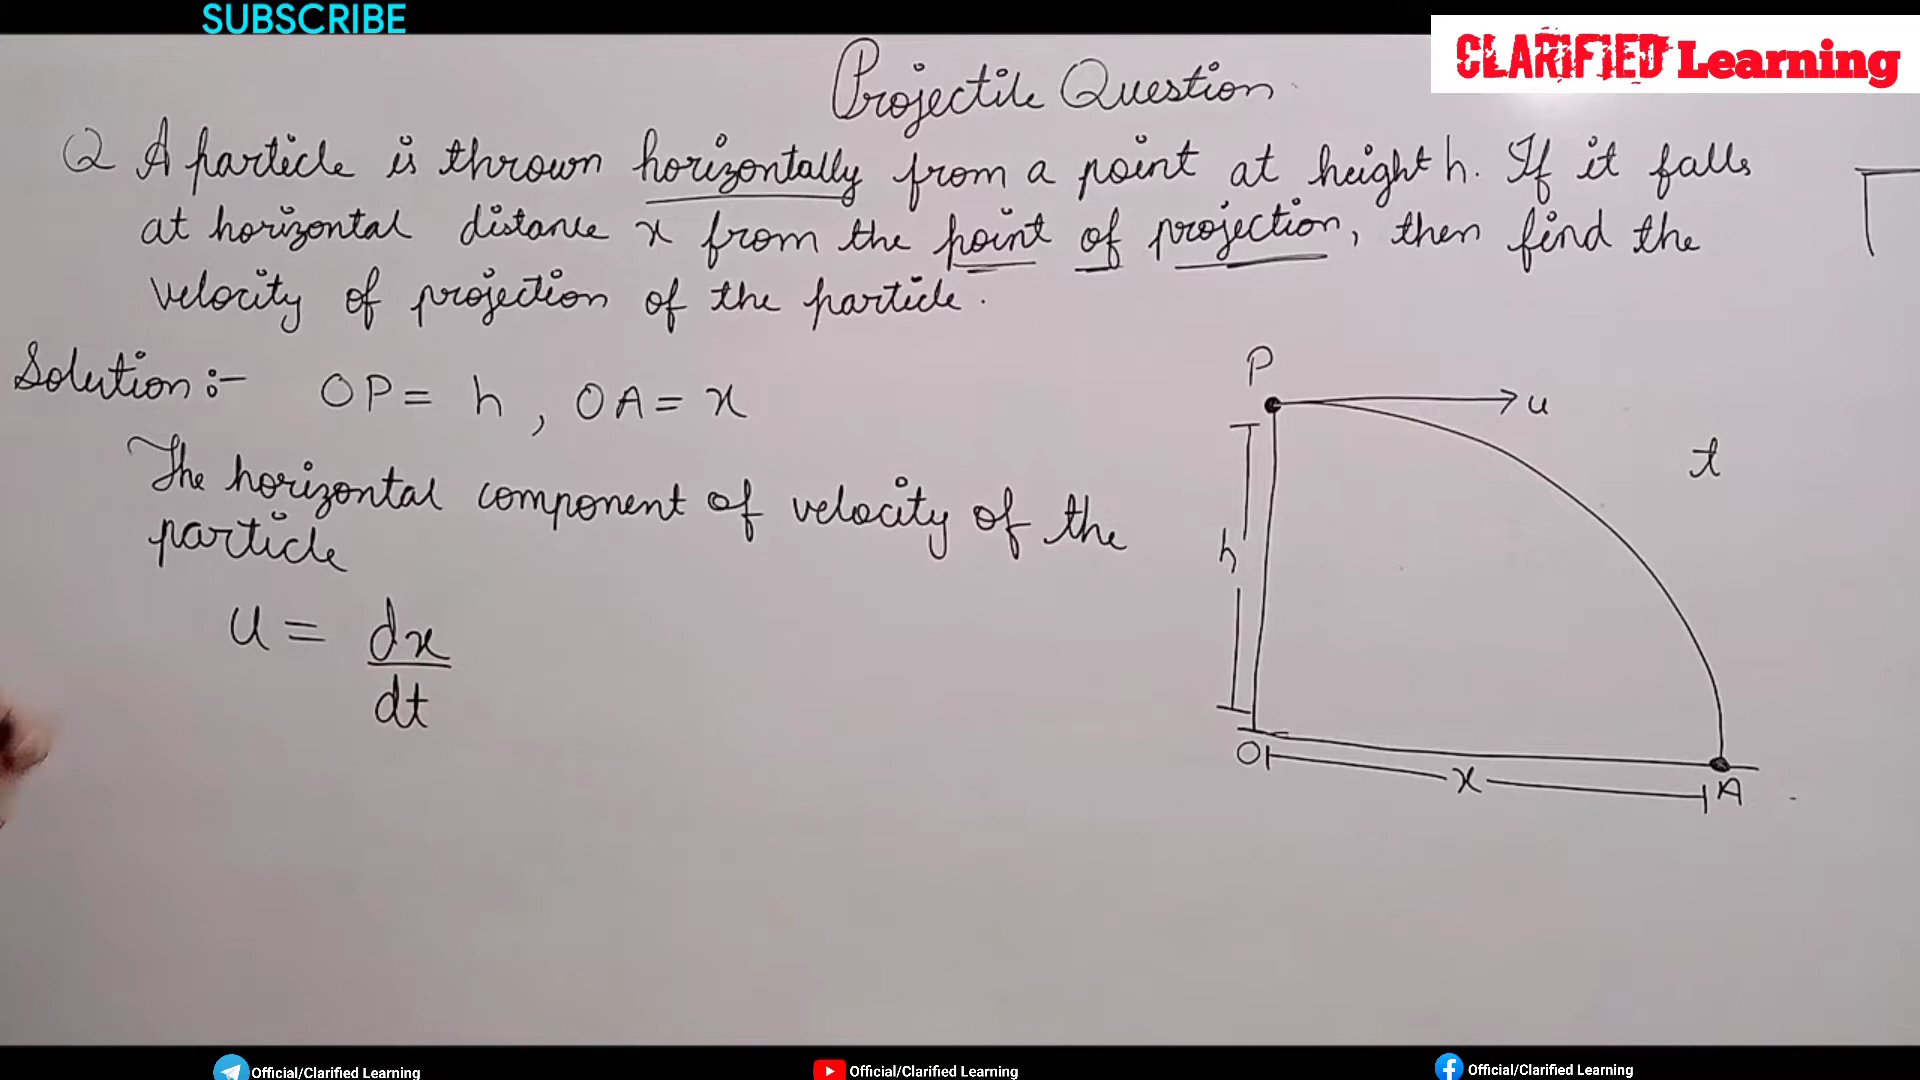 SUBSCRIBE
CLARIFIED Learning
Projectile Question
Q A particle is thrown horizontally from a point at height h. If it falls
at horizontal distance x from the point of projection, then find the
velocity of projection of the particle.
Solution :- OP = h , OA = x
The horizontal component of velocity of the
particle
u = dx
dt
P
u
t
h
O
x
A
Official/Clarified Learning
Official/Clarified Learning
Official/Clarified Learning